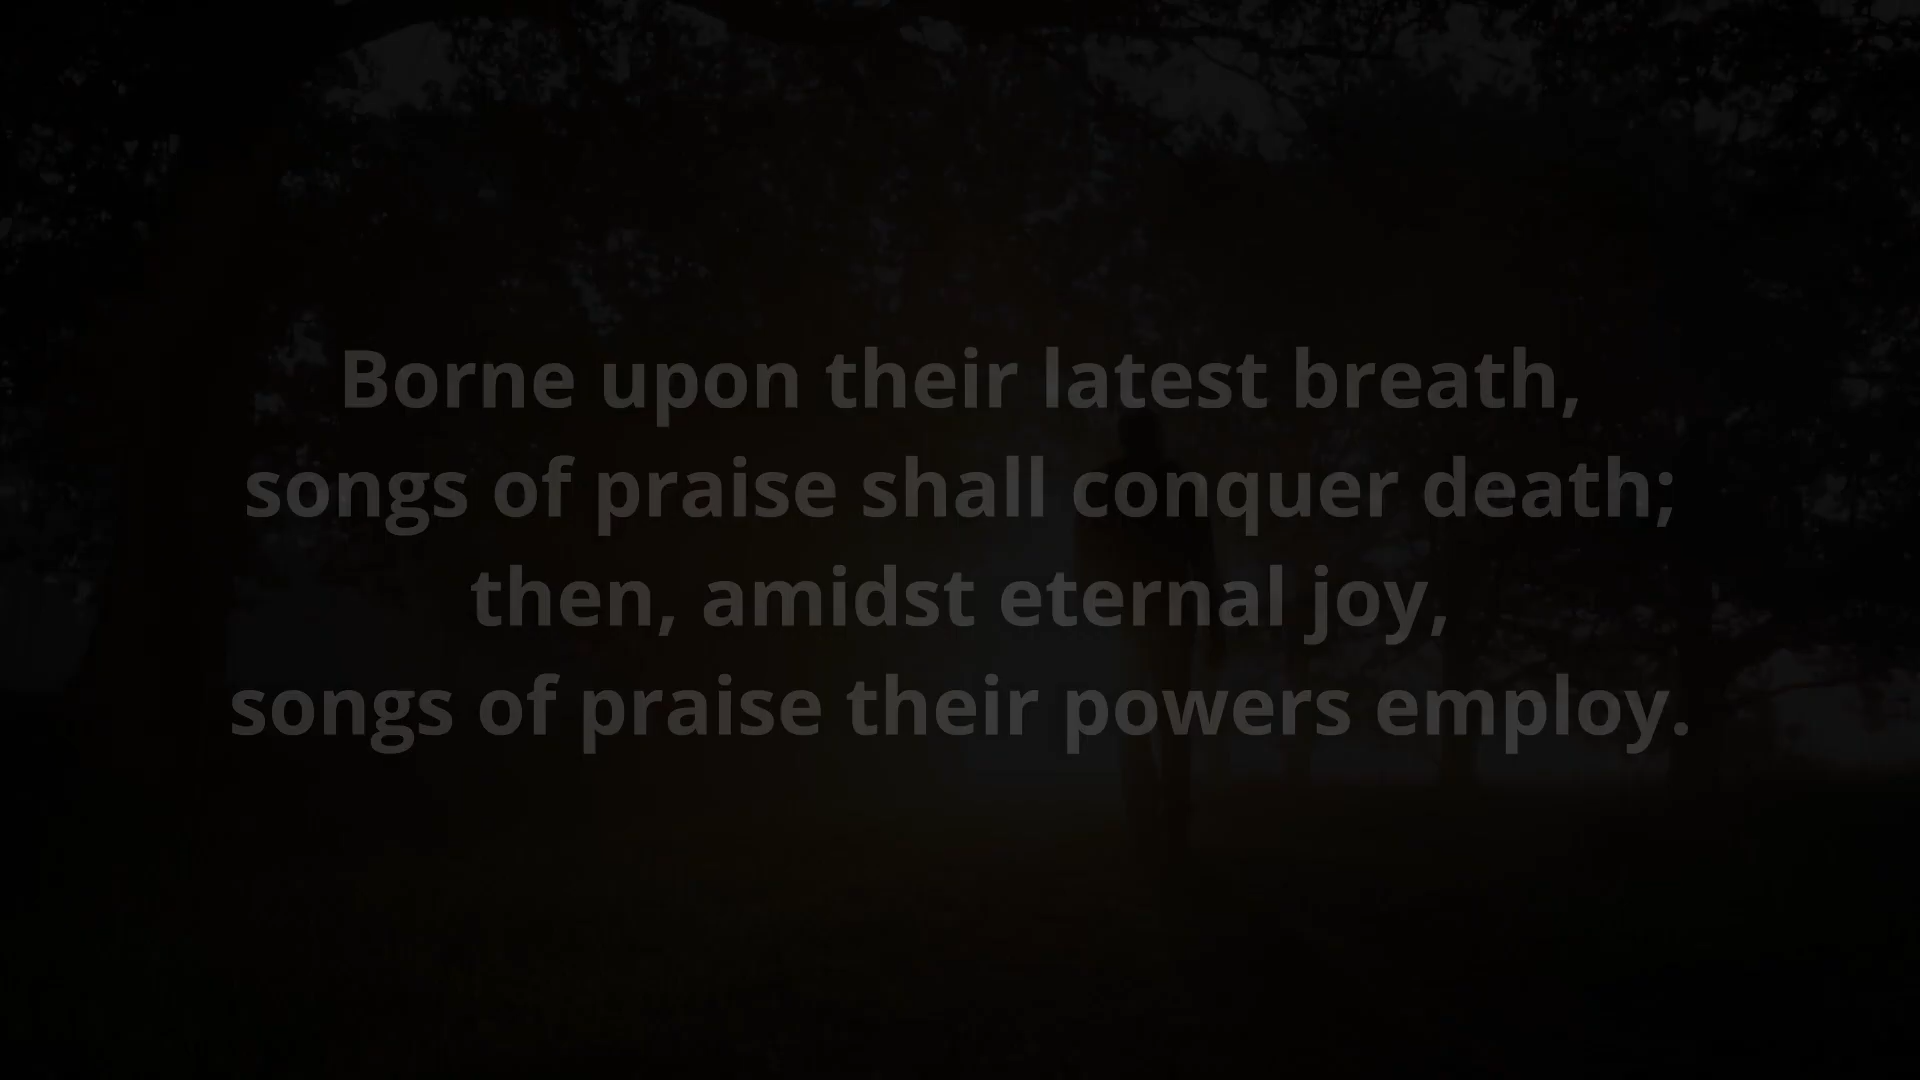 Borne upon their latest breath,
songs of praise shall conquer death;
then, amidst eternal joy,
songs of praise their powers employ.